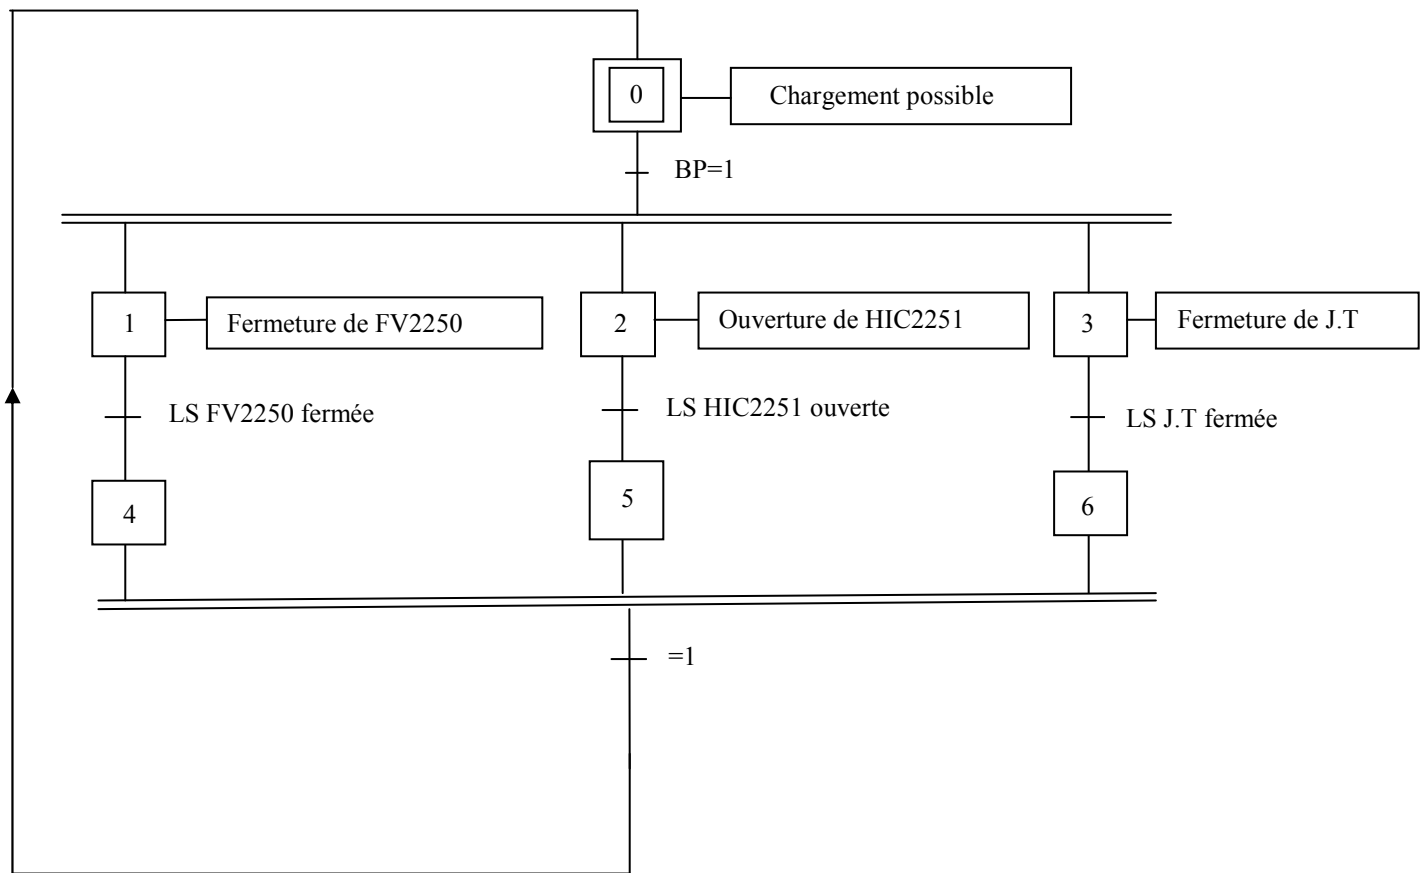 0
Chargement possible
BP=1
1
Fermeture de FV2250
2
Ouverture de HIC2251
3
Fermeture de J.T
LS FV2250 fermée
LS HIC2251 ouverte
LS J.T fermée
4
5
6
=1